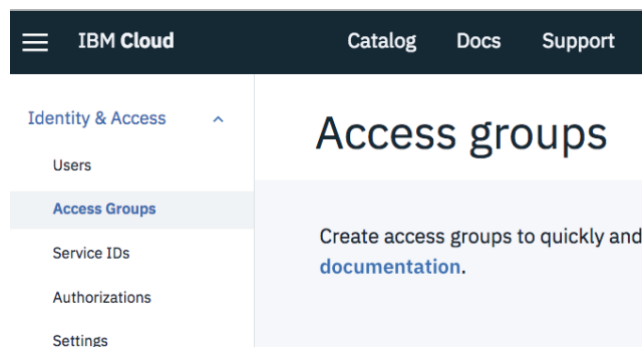 IBM Cloud
Catalog
Docs
Support
Identity & Access
Users
Access Groups
Service IDs
Authorizations
Settings
Access groups
Create access groups to quickly and
documentation.